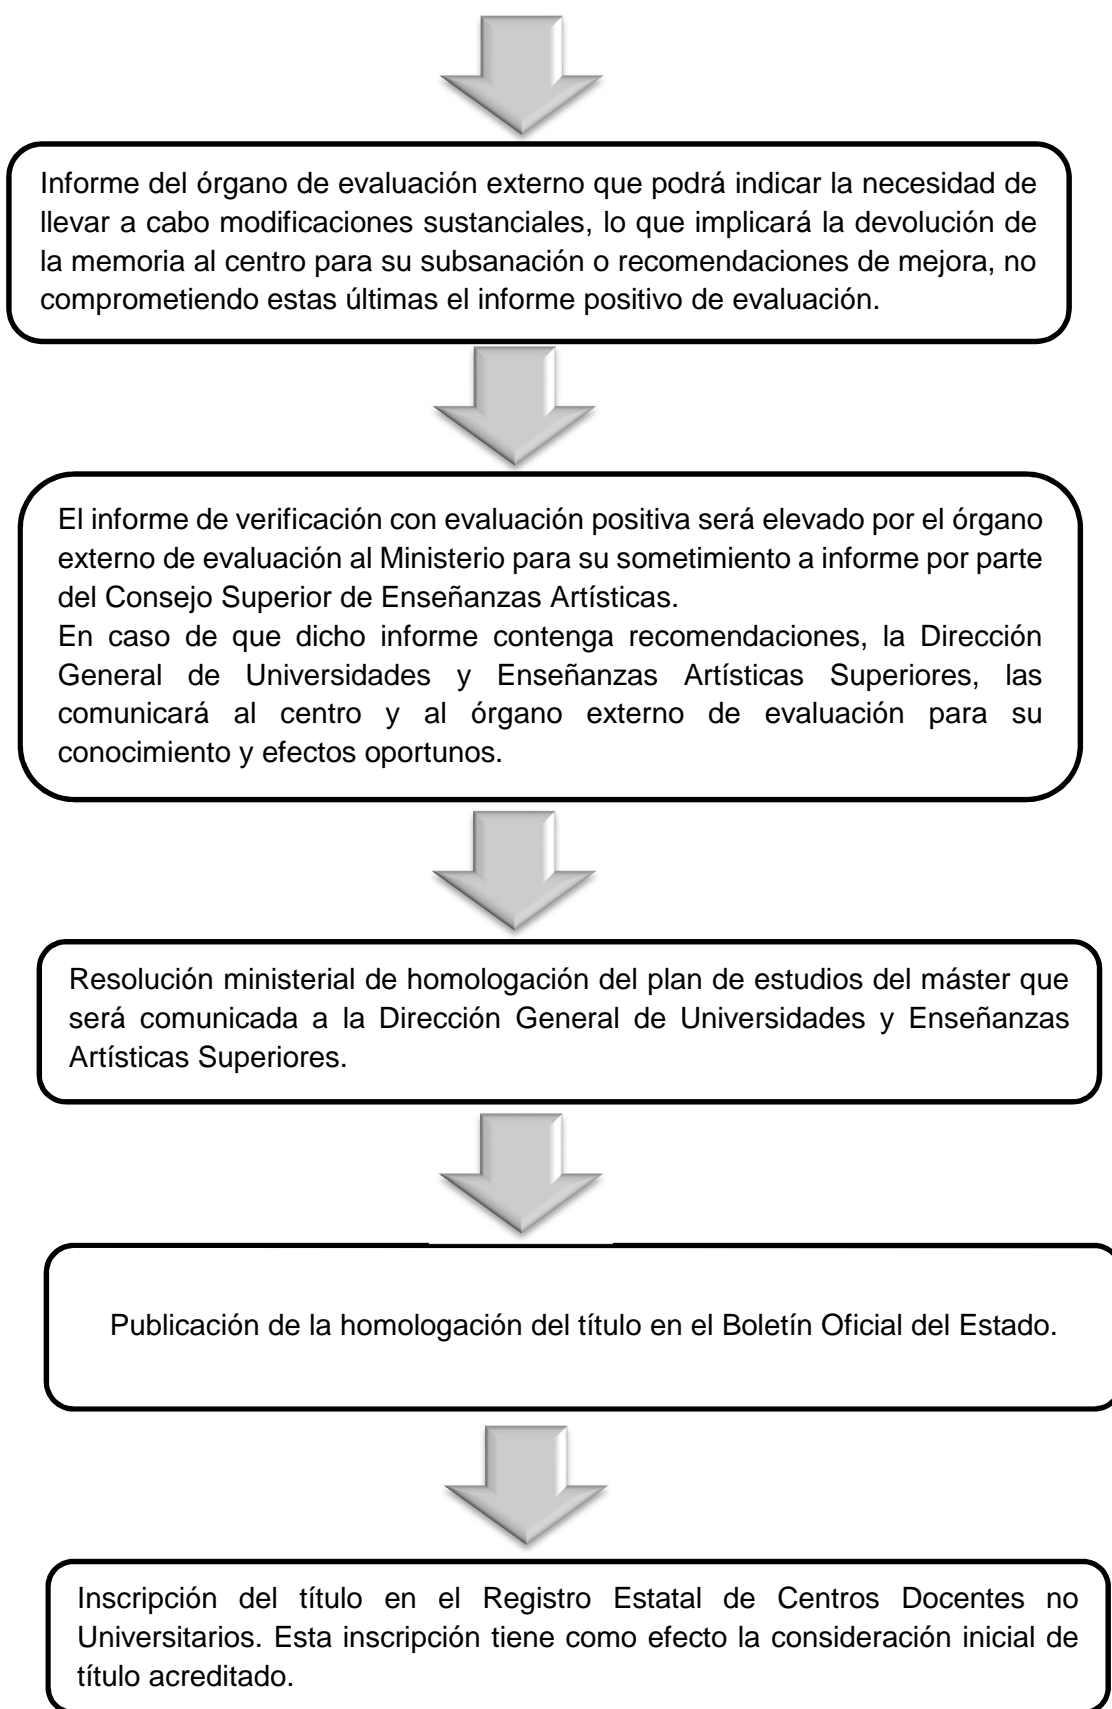 Informe del órgano de evaluación externo que podrá indicar la necesidad de
llevar a cabo modificaciones sustanciales, lo que implicará la devolución de
la memoria al centro para su subsanación o recomendaciones de mejora, no
comprometiendo estas últimas el informe positivo de evaluación.
El informe de verificación con evaluación positiva será elevado por el órgano
externo de evaluación al Ministerio para su sometimiento a informe por parte
del Consejo Superior de Enseñanzas Artísticas.
En caso de que dicho informe contenga recomendaciones, la Dirección
General de Universidades y Enseñanzas Artísticas Superiores, las
comunicará al centro y al órgano externo de evaluación para su
conocimiento y efectos oportunos.
Resolución ministerial de homologación del plan de estudios del máster que
será comunicada a la Dirección General de Universidades y Enseñanzas
Artísticas Superiores.
Publicación de la homologación del título en el Boletín Oficial del Estado.
Inscripción del título en el Registro Estatal de Centros Docentes no
Universitarios. Esta inscripción tiene como efecto la consideración inicial de
título acreditado.